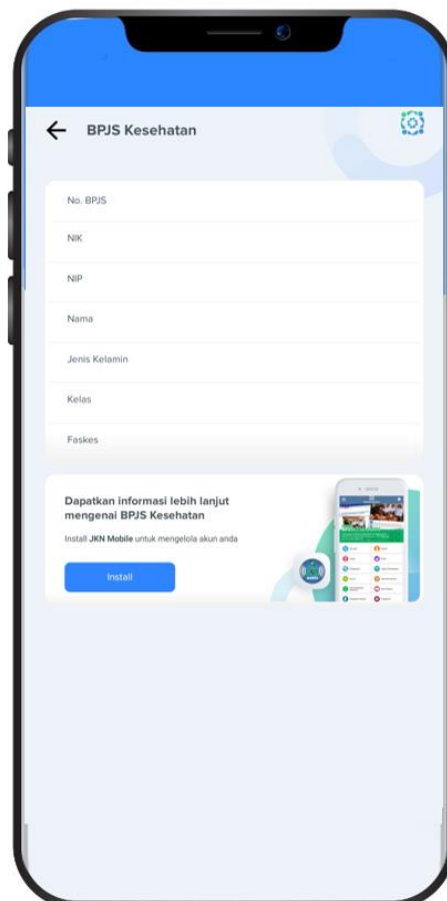 BPJS Kesehatan
No. BPJS
NIK
NIP
Nama
Jenis Kelamin
Kelas
Faskes
Dapatkan informasi lebih lanjut
mengenai BPJS Kesehatan
Install JKN Mobile untuk mengelola akun anda
Install